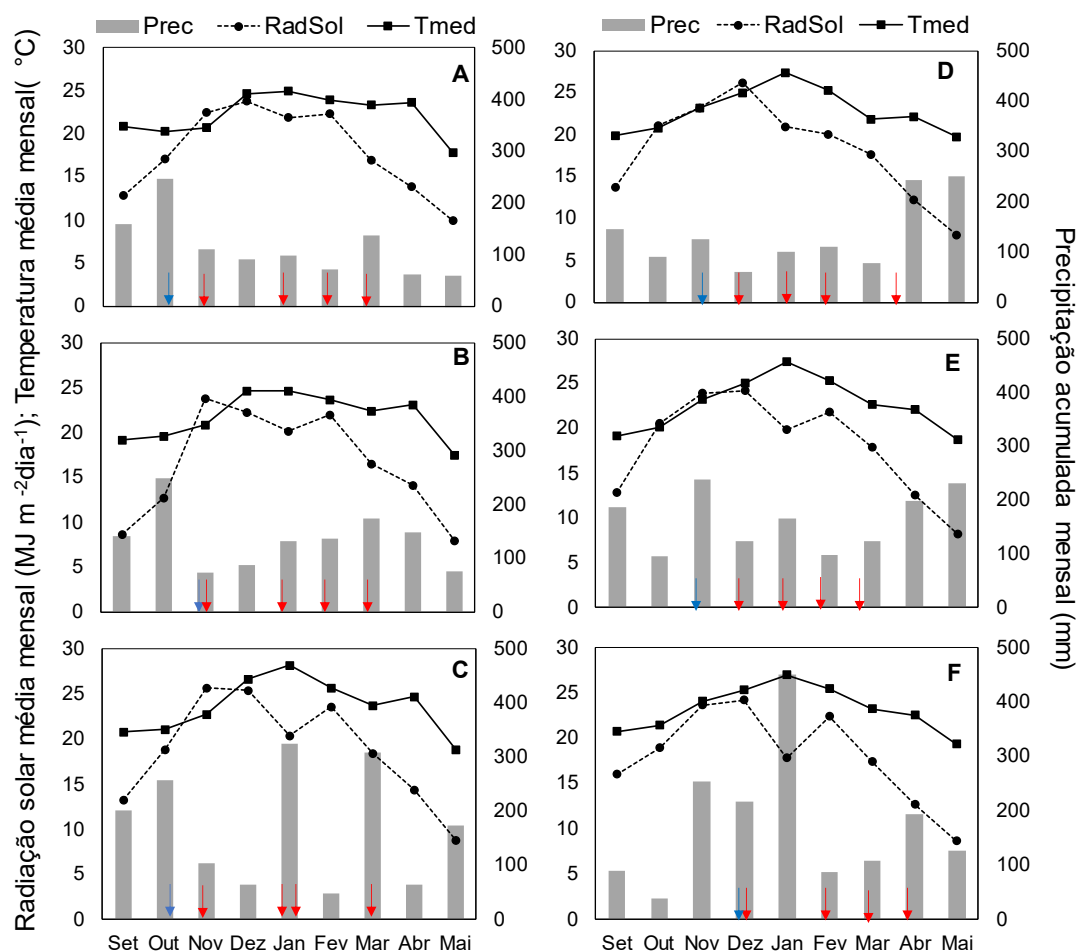 Prec RadSol Tmed
Prec RadSol Tmed
Radiação solar média mensal (MJ m -2dia-1); Temperatura média mensal( °C)
Precipitação acumulada mensal (mm)
30 25 20 15 10 5 0
A
500 400 300 200 100 0
30 25 20 15 10 5 0
D
500 400 300 200 100 0
30 25 20 15 10 5 0
B
500 400 300 200 100 0
30 25 20 15 10 5 0
E
500 400 300 200 100 0
30 25 20 15 10 5 0
C
500 400 300 200 100 0
30 25 20 15 10 5 0
F
500 400 300 200 100 0
Set Out Nov Dez Jan Fev Mar Abr Mai
Set Out Nov Dez Jan Fev Mar Abr Mai